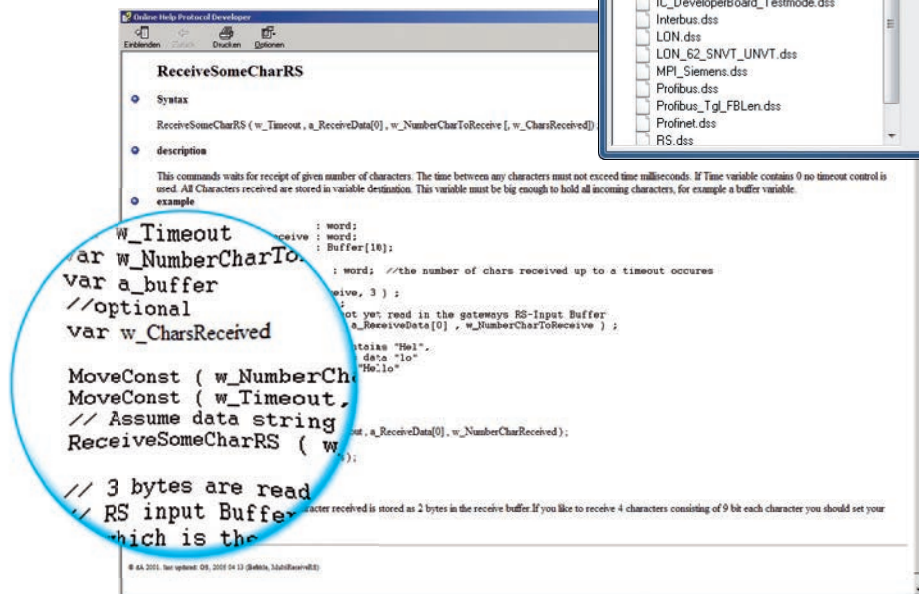 Online Help Protocol Developer
Einblenden Zurück Drucken Optionen
ReceiveSomeCharRS
Syntax
ReceiveSomeCharRS ( w_Timeout , a_ReceiveData[0] , w_NumberCharToReceive [, w_CharsReceived]) ;
description
This commands waits for receipt of given number of characters. The time between any characters must not exceed time milliseconds. If Time variable contains 0 no timeout control is
used. All Characters received are stored in variable destination. This variable must be big enough to hold all incoming characters, for example a buffer variable.
example
: word;
: word;
: Buffer[10];
: word; //the number of chars received up to a timeout occures
, 3 ) ;
not yet read in the gateways RS-Input Buffer
a_ReceiveData[0] , w_NumberCharToReceive ) ;
"Hel",
data "lo"
"Hello"
, a_ReceiveData[0] , w_NumberCharReceived ) ;
);
received is stored as 2 bytes in the receive buffer.If you like to receive 4 characters consisting of 9 bit each character you should set your
w_Timeout
var w_NumberCharTo
var a_buffer
//optional
var w_CharsReceived
MoveConst ( w_NumberCh
MoveConst ( w_Timeout,
// Assume data string
ReceiveSomeCharRS ( w
// 3 bytes are read
// RS input Buffer
which is the
IC_DeveloperBoard_Testmode.dss
Interbus.dss
LON.dss
LON_62_SNVT_UNVT.dss
MPI_Siemens.dss
Profibus.dss
Profibus_Tgl_FBLen.dss
Profinet.dss
RS.dss